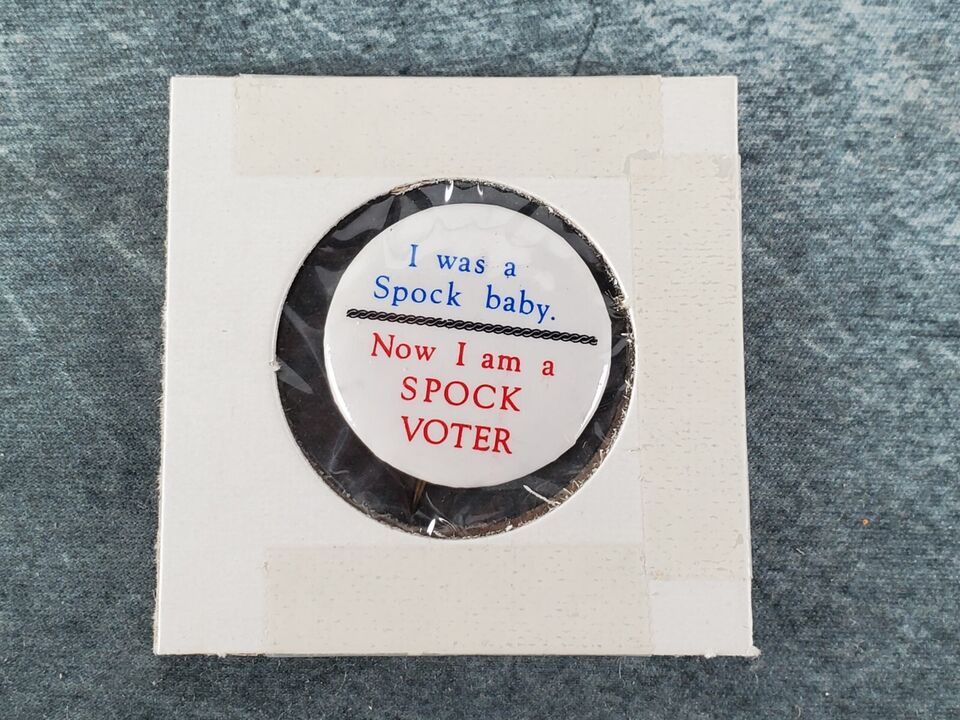 I was a
Spock baby.
Now I am a
SPOCK
VOTER